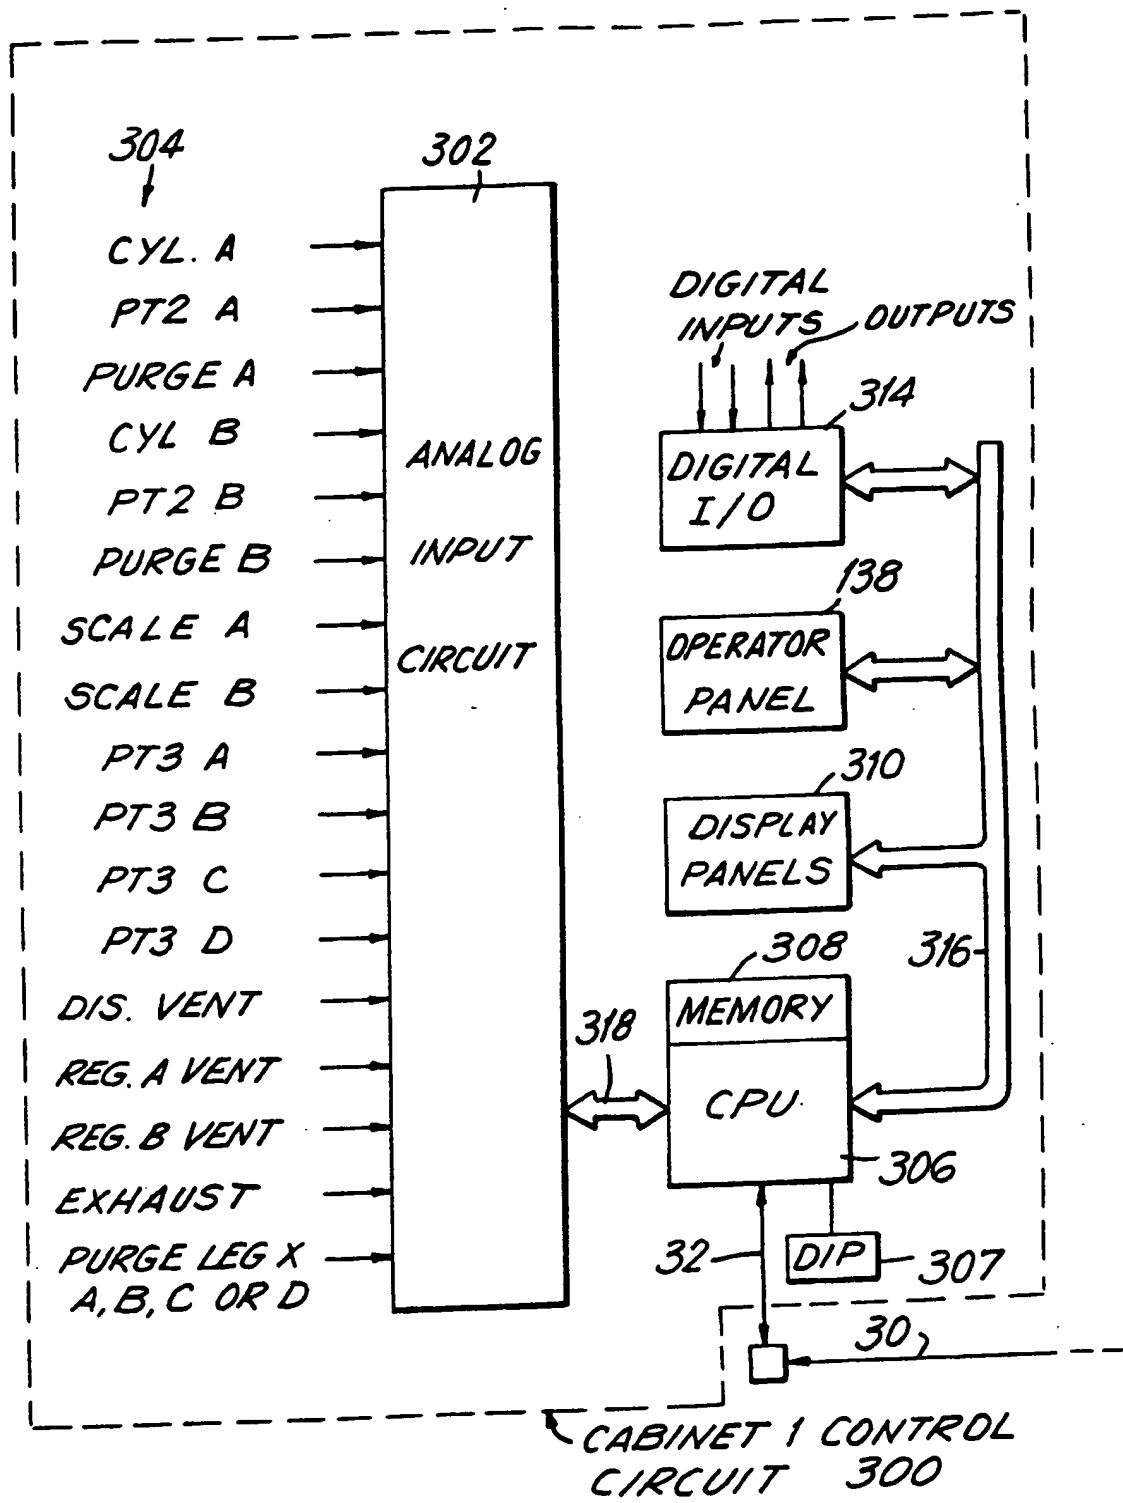 304
302
CYL. A
PT2 A
PURGE A
CYL B
PT2 B
PURGE B
SCALE A
SCALE B
PT3 A
PT3 B
PT3 C
PT3 D
DIS. VENT
REG. A VENT
REG. B VENT
EXHAUST
PURGE LEG X
A, B, C OR D
ANALOG
INPUT
CIRCUIT
DIGITAL
INPUTS
OUTPUTS
314
DIGITAL
I/O
138
OPERATOR
PANEL
310
DISPLAY
PANELS
316
308
MEMORY
318
CPU
306
32
DIP
307
30
CABINET 1 CONTROL
CIRCUIT 300